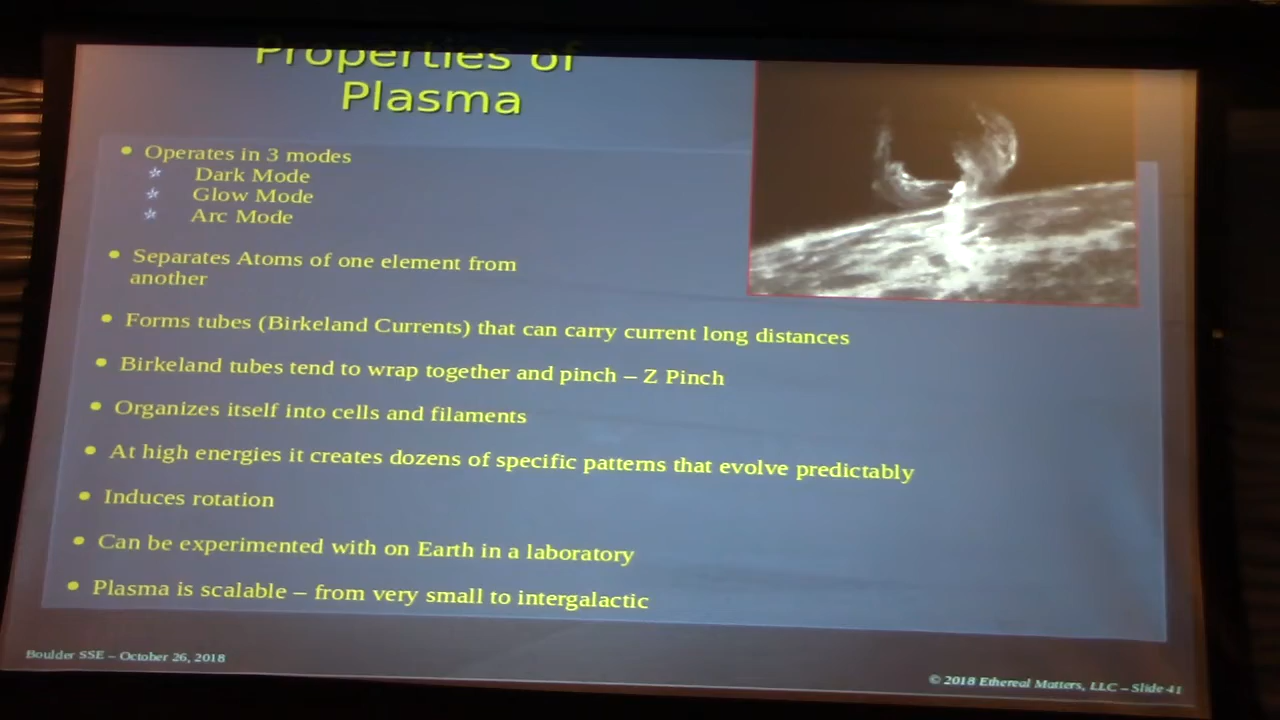 Properties of
Plasma
Operates in 3 modes
Dark Mode
Glow Mode
Arc Mode
Separates Atoms of one element from
another
Forms tubes (Birkeland Currents) that can carry current long distances
Birkeland tubes tend to wrap together and pinch – Z Pinch
Organizes itself into cells and filaments
At high energies it creates dozens of specific patterns that evolve predictably
Induces rotation
Can be experimented with on Earth in a laboratory
Plasma is scalable – from very small to intergalactic
Boulder SSE – October 26, 2018
© 2018 Ethereal Matters, LLC – Slide 41